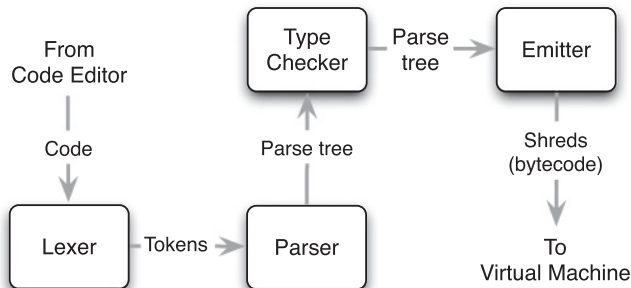 From
Code Editor
Code
Lexer
Tokens
Parser
Parse tree
Type
Checker
Parse
tree
Emitter
Shreds
(bytecode)
To
Virtual Machine